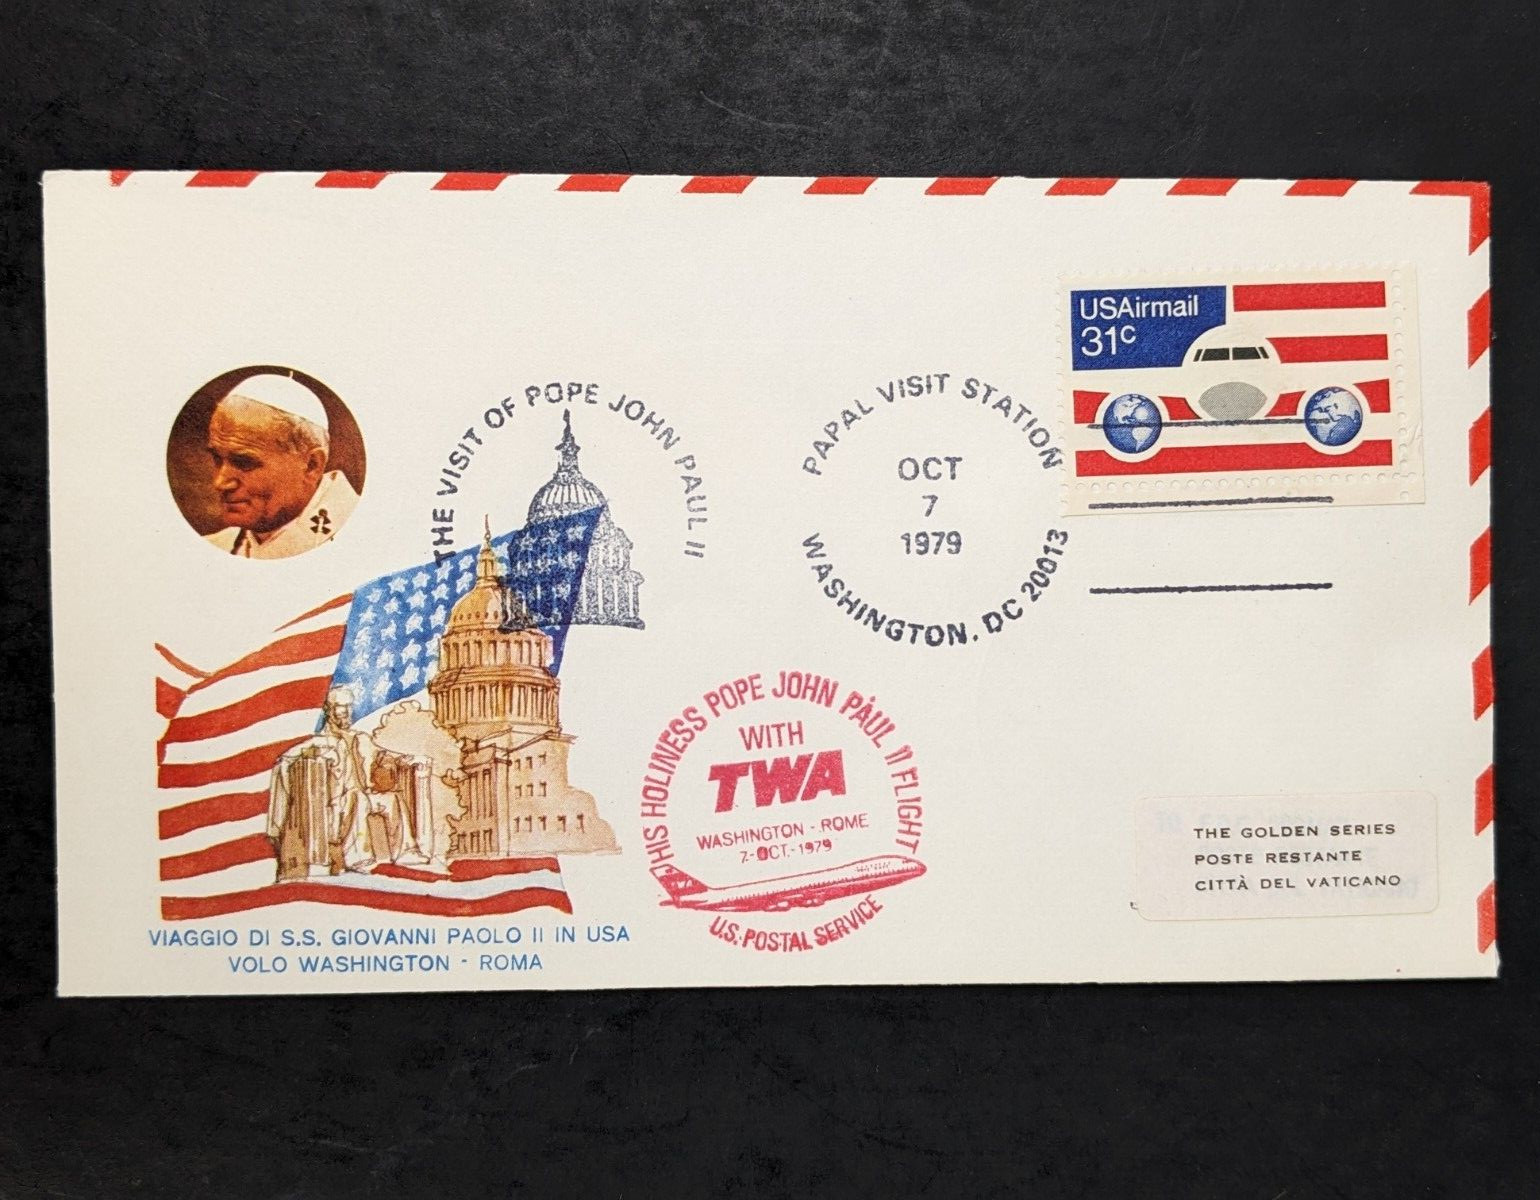 USAirmail
31c
THE VISIT OF POPE JOHN PAUL II
PAPAL VISIT STATION
OCT
7
1979
WASHINGTON, DC 20013
HIS HOLINESS POPE JOHN PAUL II FLIGHT
WITH
TWA
WASHINGTON - ROME
7-OCT.-1979
U.S. POSTAL SERVICE
THE GOLDEN SERIES
POSTE RESTANTE
CITTÀ DEL VATICANO
VIAGGIO DI S.S. GIOVANNI PAOLO II IN USA
VOLO WASHINGTON - ROMA